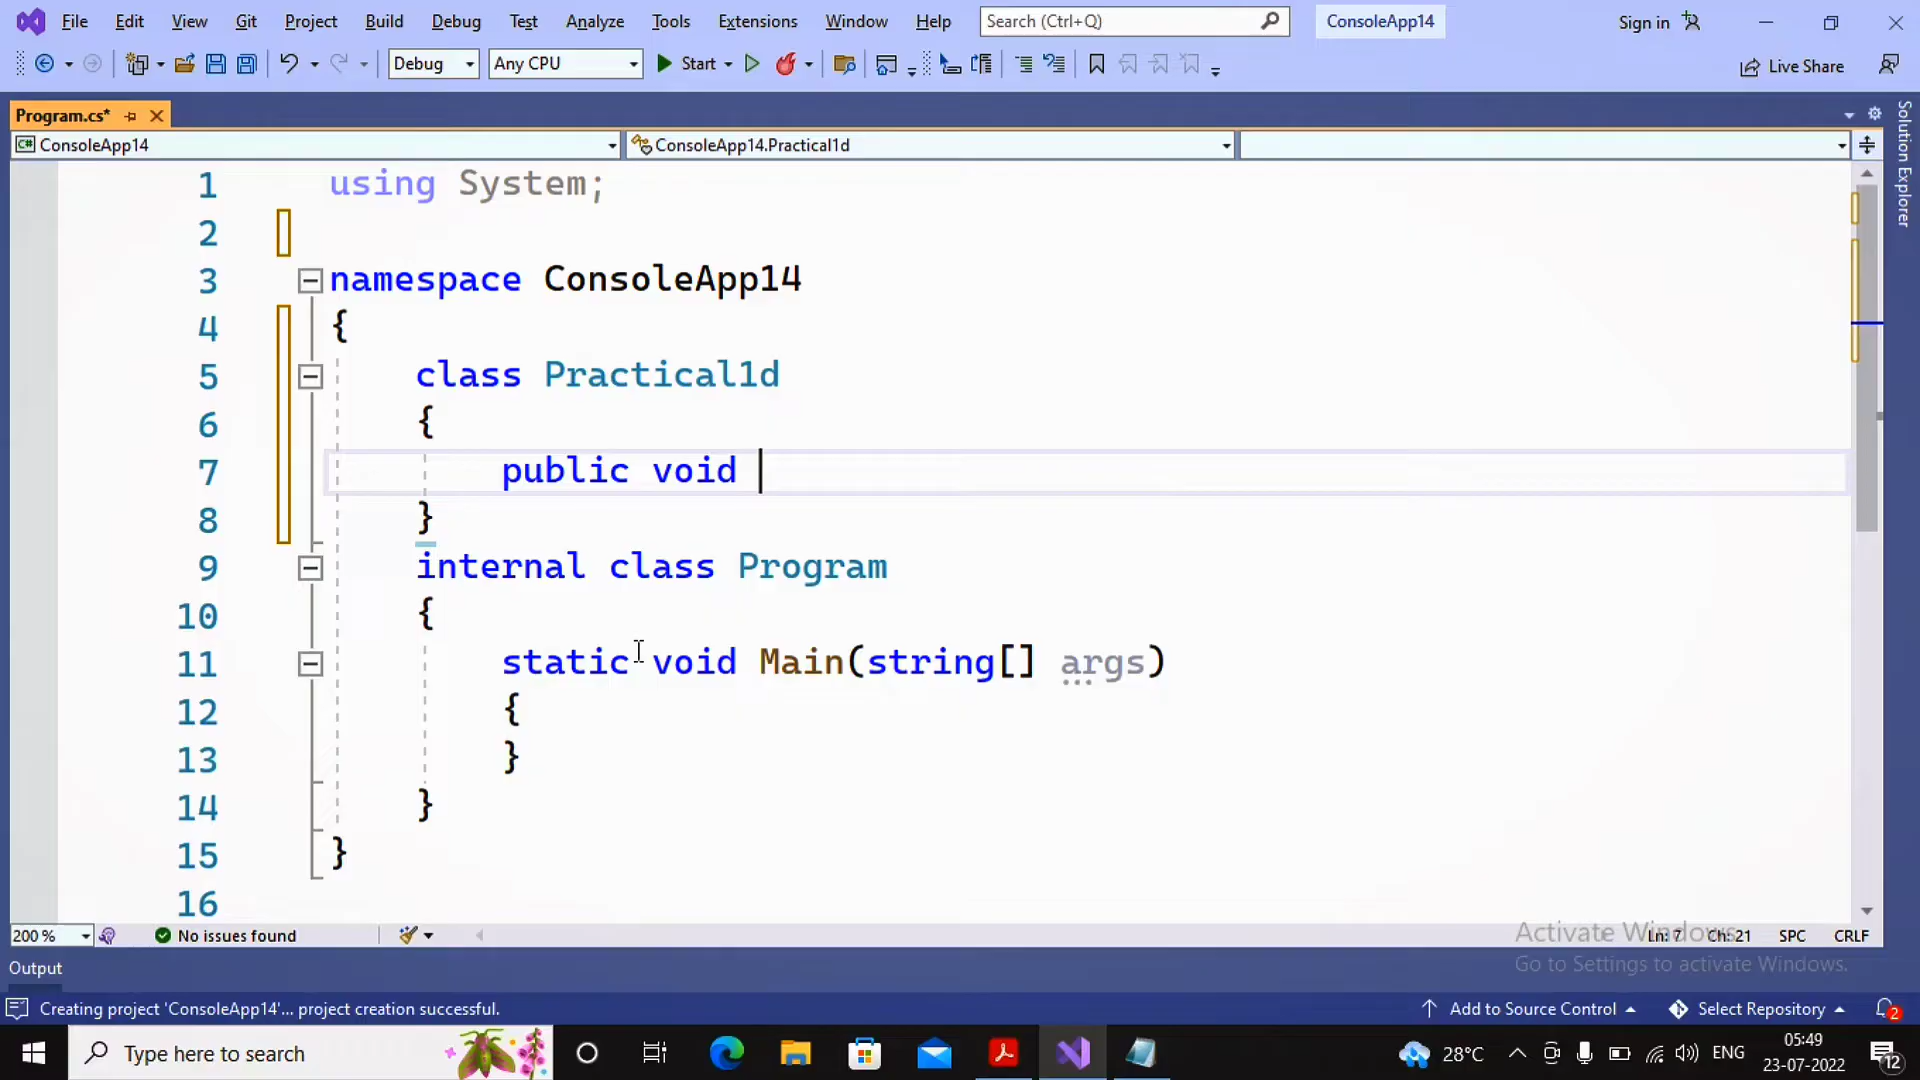 File Edit View Git Project Build Debug Test Analyze Tools Extensions Window Help Search (Ctrl+Q) ConsoleApp14 Sign in
Debug Any CPU Start Live Share
Program.cs*
ConsoleApp14 ConsoleApp14.Practical1d
Solution Explorer
1 using System;
2
3 namespace ConsoleApp14
4 {
5 class Practical1d
6 {
7 public void
8 }
9 internal class Program
10 {
11 static void Main(string[] args)
12 {
13 }
14 }
15 }
16
200 % No issues found Ln: 7 Ch: 21 SPC CRLF
Activate Windows
Go to Settings to activate Windows.
Output
Creating project 'ConsoleApp14'... project creation successful. Add to Source Control Select Repository 2
Type here to search 28°C ENG 05:49
23-07-2022 12